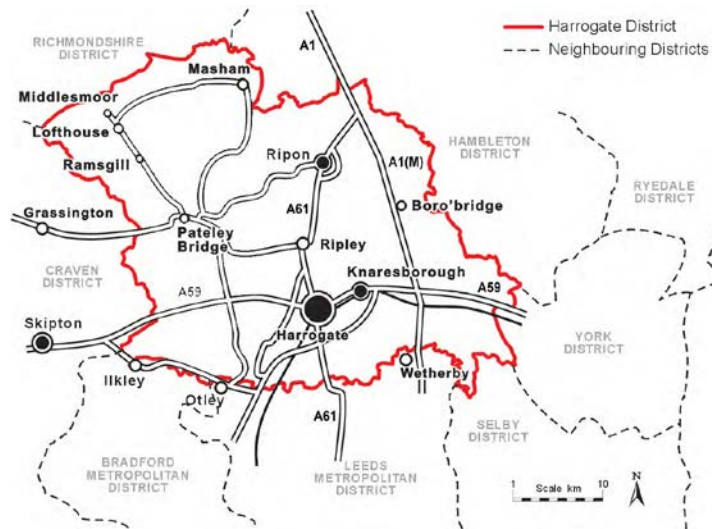 RICHMONDSHIRE
DISTRICT
A1
Harrogate District
Neighbouring Districts
Masham
Middlesmoor
Lofthouse
Ramsgill
Ripon
A1(M)
HAMBLETON
DISTRICT
RYEDALE
DISTRICT
Grassington
A61
Boro'bridge
Pateley
Bridge
Ripley
CRAVEN
DISTRICT
Knaresborough
A59
A59
Skipton
Harrogate
YORK
DISTRICT
Ilkley
Wetherby
Otley
A61
SELBY
DISTRICT
BRADFORD
METROPOLITAN
DISTRICT
LEEDS
METROPOLITAN
DISTRICT
N
1 Scale km 10